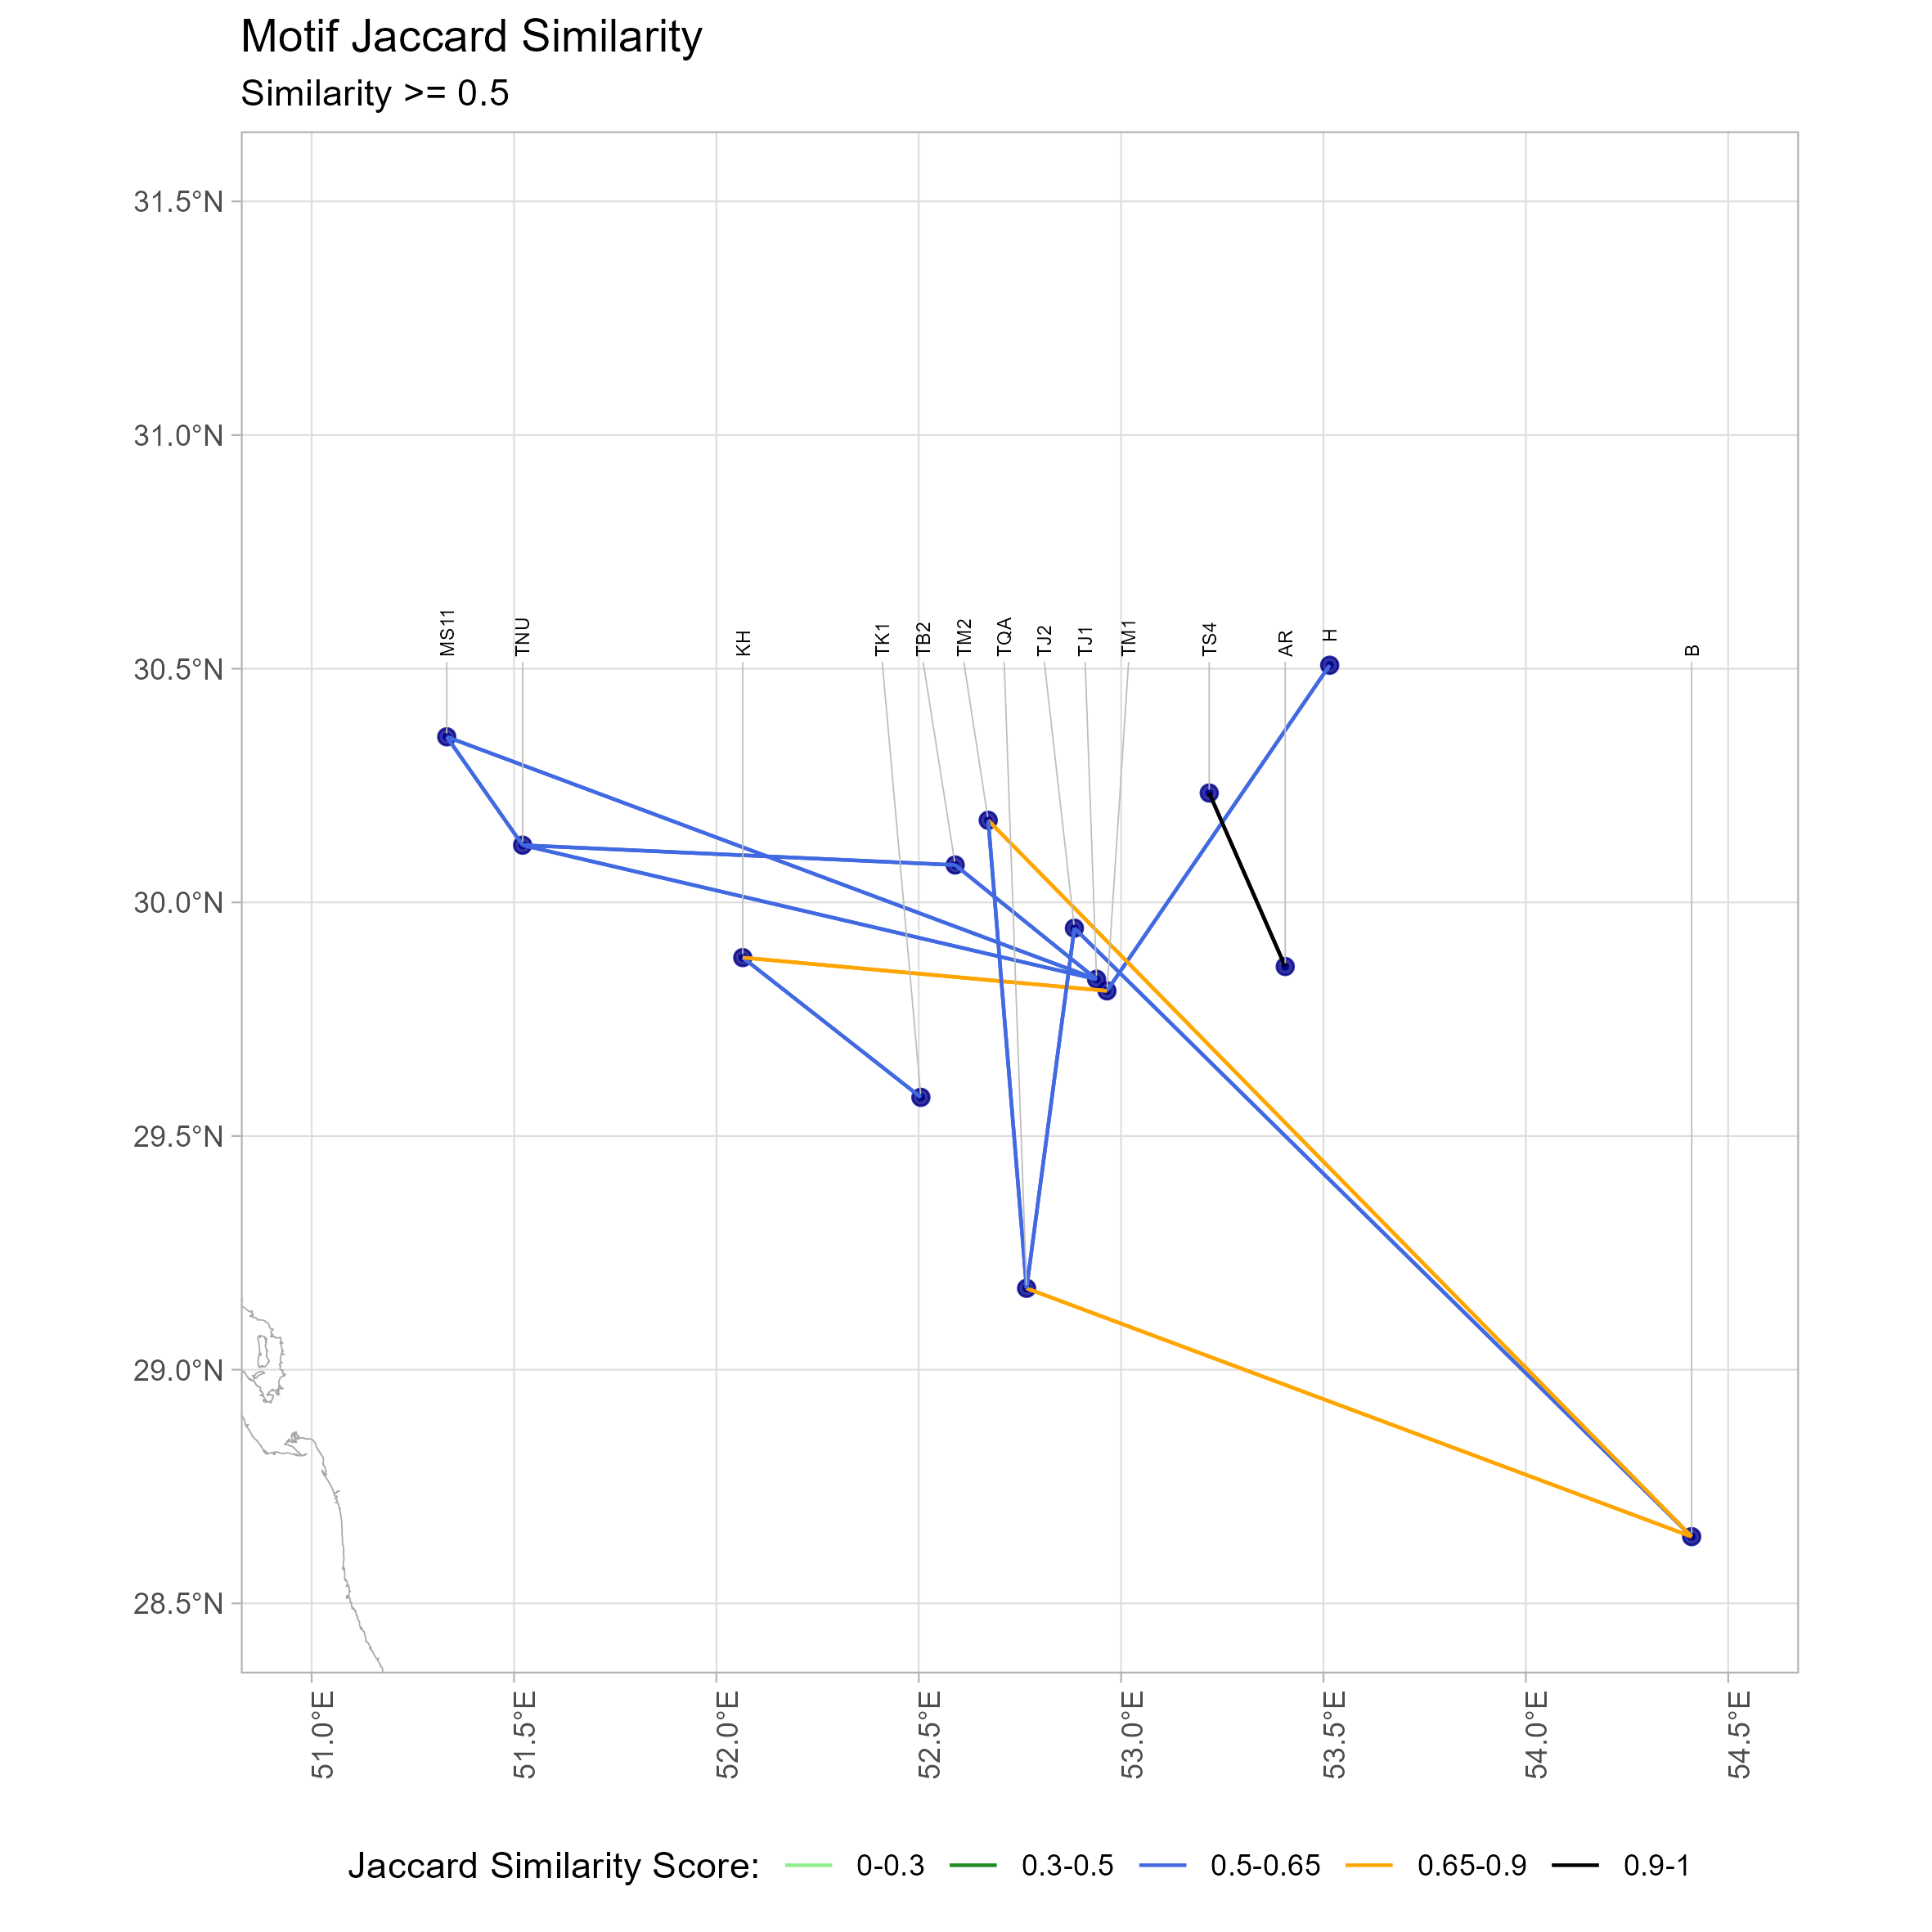 Motif Jaccard Similarity
Similarity >= 0.5
31.5°N
31.0°N
30.5°N
30.0°N
29.5°N
29.0°N
28.5°N
MS11
TNU
KH
TK1
TB2
TM2
TQA
TJ2
TJ1
TM1
TS4
AR
H
B
51.0°E
51.5°E
52.0°E
52.5°E
53.0°E
53.5°E
54.0°E
54.5°E
Jaccard Similarity Score: 0-0.3 0.3-0.5 0.5-0.65 0.65-0.9 0.9-1